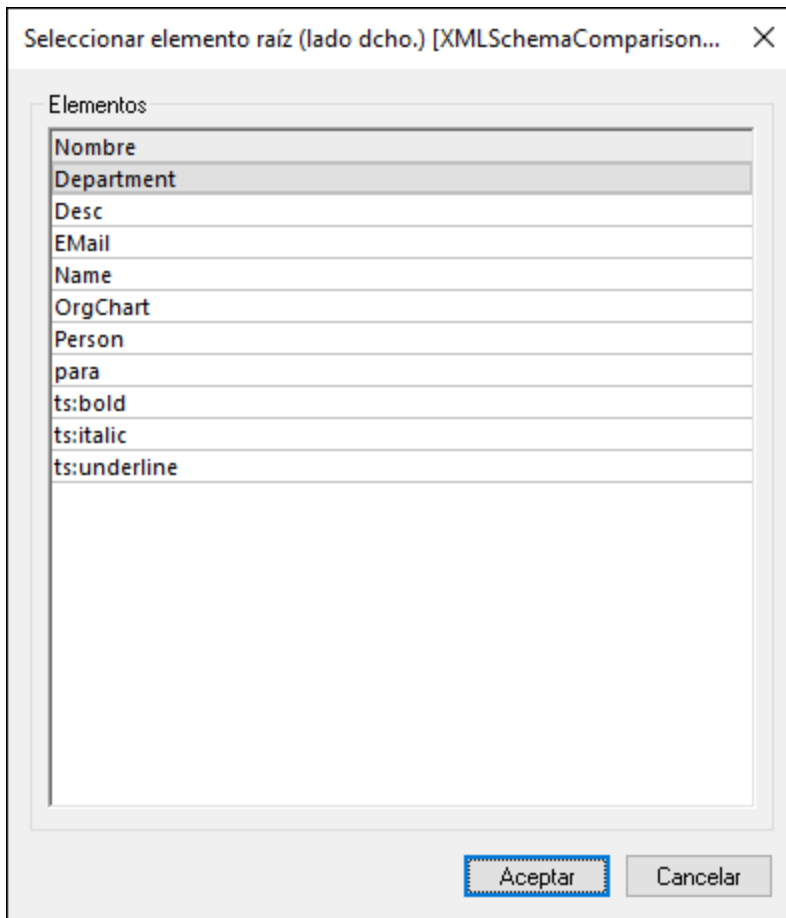 Seleccionar elemento raíz (lado dcho.) [XMLSchemaComparison...
Elementos
Nombre
Department
Desc
EMail
Name
OrgChart
Person
para
ts:bold
ts:italic
ts:underline
Aceptar Cancelar